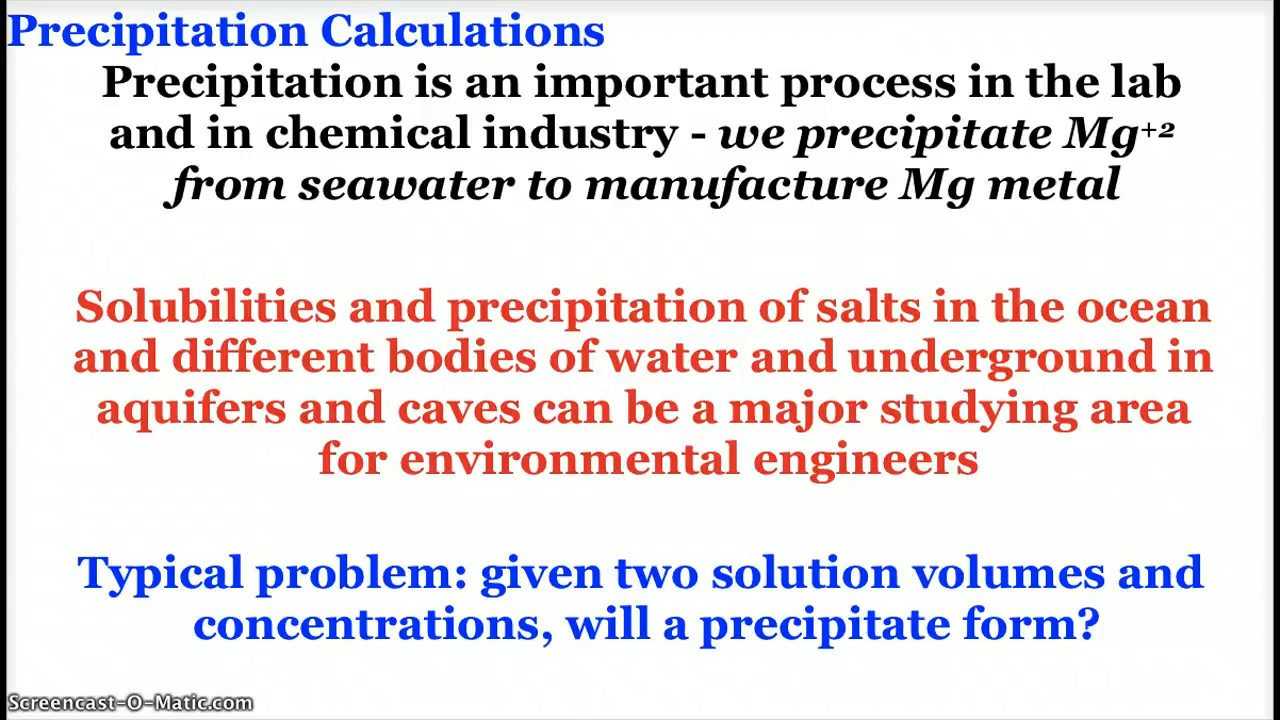 Precipitation Calculations
Precipitation is an important process in the lab
and in chemical industry - we precipitate Mg⁺²
from seawater to manufacture Mg metal
Solubilities and precipitation of salts in the ocean
and different bodies of water and underground in
aquifers and caves can be a major studying area
for environmental engineers
Typical problem: given two solution volumes and
concentrations, will a precipitate form?
Screencast-O-Matic.com